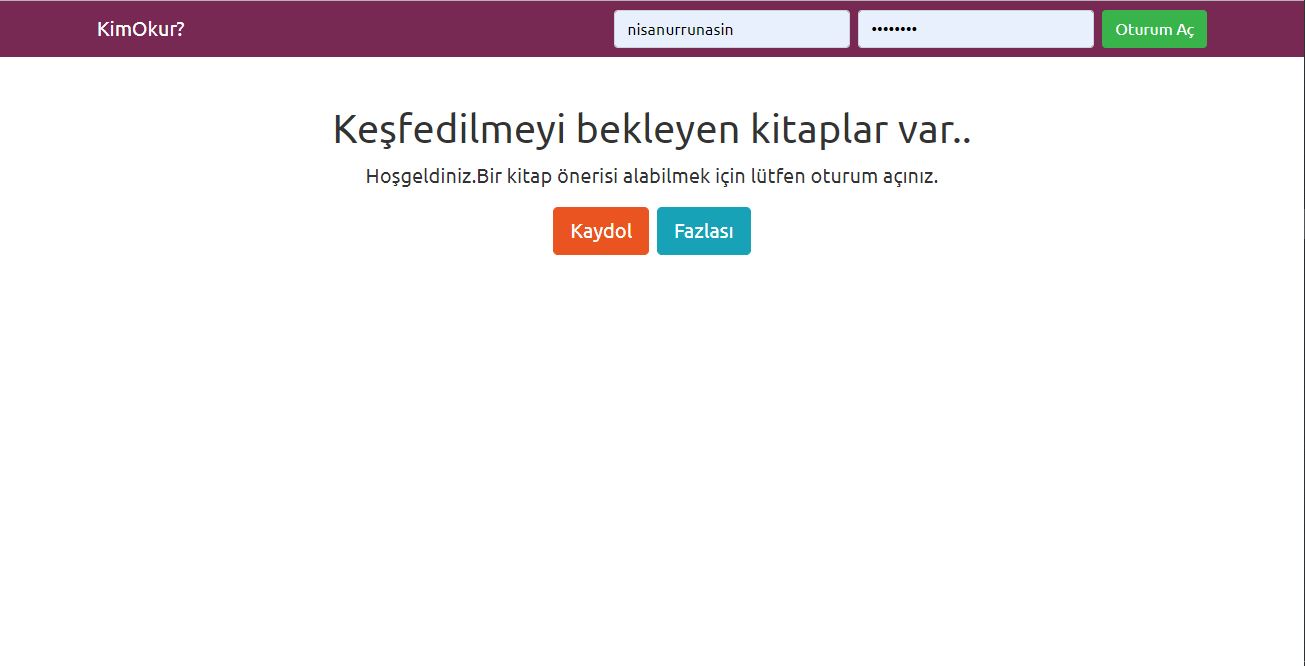 KimOkur?
nisanurrunasin
••••••••
Oturum Aç
Keşfedilmeyi bekleyen kitaplar var..
Hoşgeldiniz.Bir kitap önerisi alabilmek için lütfen oturum açınız.
Kaydol
Fazlası